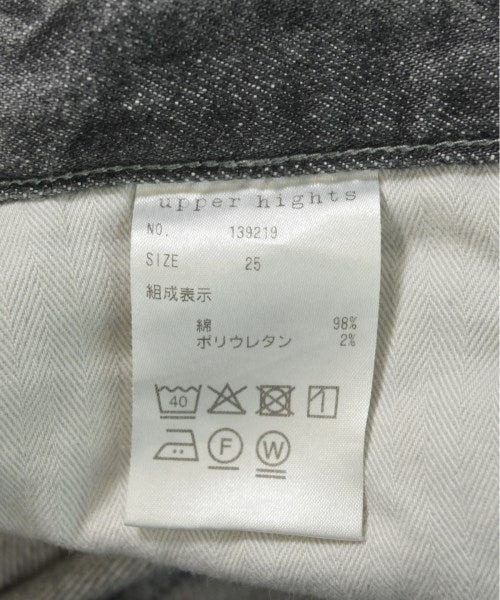 upper hights
NO. 139219
SIZE 25
組成表示
綿 98%
ポリウレタン 2%
40
F W